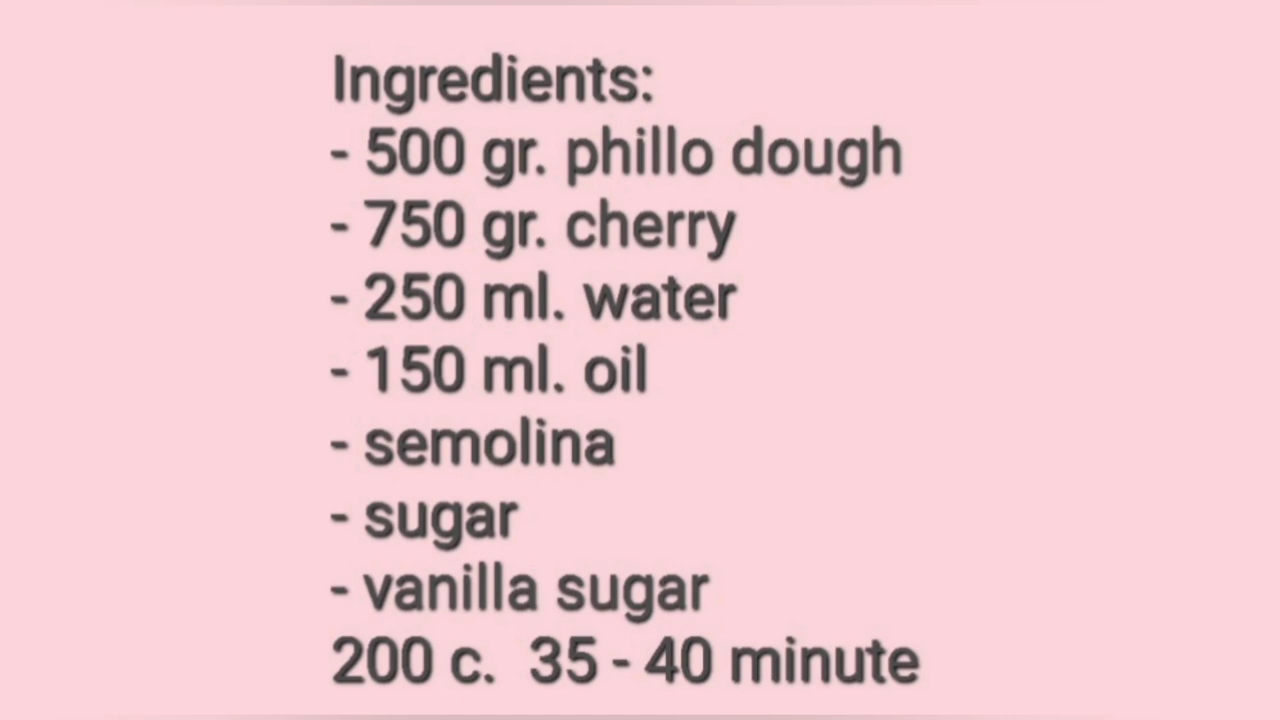 Ingredients:
- 500 gr. phillo dough
- 750 gr. cherry
- 250 ml. water
- 150 ml. oil
- semolina
- sugar
- vanilla sugar
200 c.  35 - 40 minute